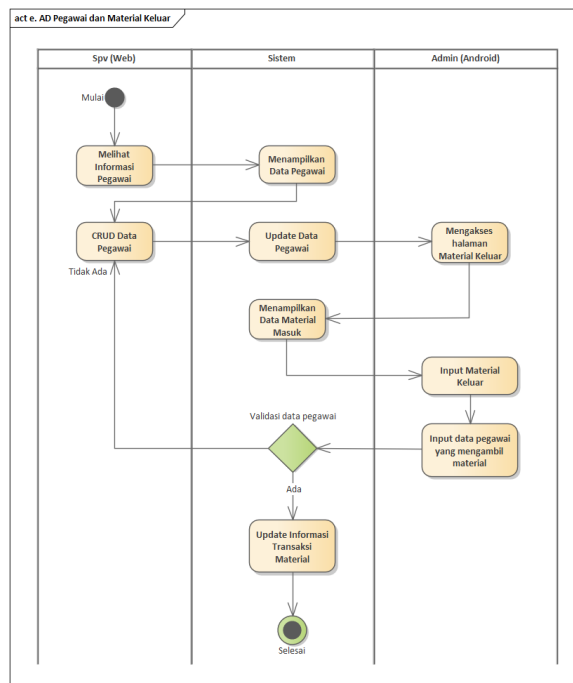 act e. AD Pegawai dan Material Keluar
Spv (Web)
Sistem
Admin (Android)
Mulai
Melihat
Informasi
Pegawai
Menampilkan
Data Pegawai
CRUD Data
Pegawai
Update Data
Pegawai
Mengakses
halaman
Material Keluar
Tidak Ada
Menampilkan
Data Material
Masuk
Input Material
Keluar
Validasi data pegawai
Input data pegawai
yang mengambil
material
Ada
Update Informasi
Transaksi
Material
Selesai